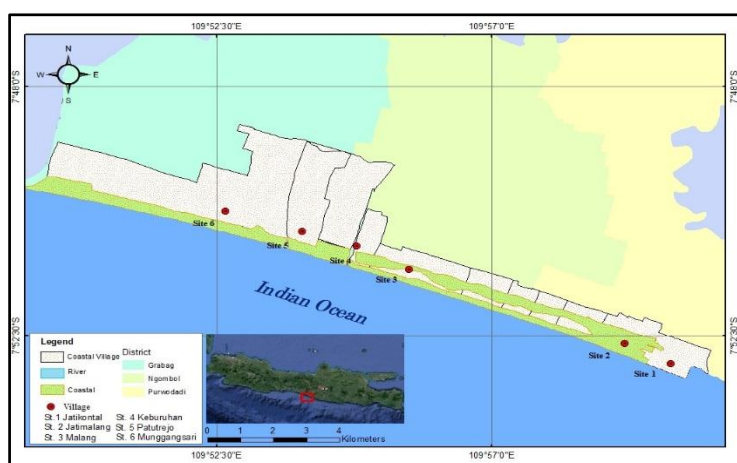 109°52'30"E 109°57'0"E
N
W E
S
7°48'0"S 7°48'0"S
Site 6
Site 5
Site 4
Site 3
Indian Ocean
7°52'30"S 7°52'30"S
Site 2
Site 1
Legend
Coastal Village
River
Coastal
Village
District
Grabag
Ngombol
Purwodadi
St.1 Jatikontal St. 4 Keburuhan
St. 2 Jatimalang St. 5 Patutrejo
St. 3 Malang St. 6 Munggangsari
0 0.5 1 2 3 4
Kilometers
109°52'30"E 109°57'0"E